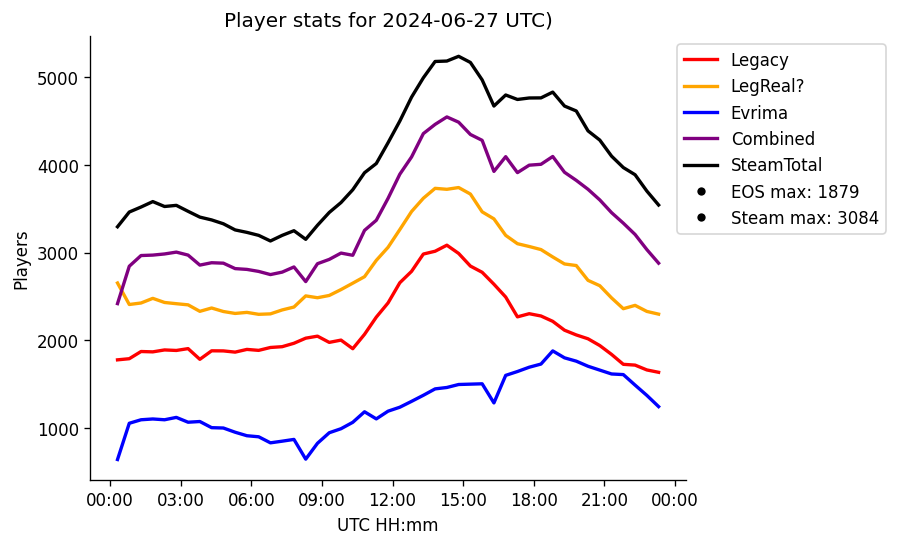 Player stats for 2024-06-27 UTC)
Legacy
LegReal?
Evrima
Combined
SteamTotal
EOS max: 1879
Steam max: 3084
Players
5000
4000
3000
2000
1000
00:00 03:00 06:00 09:00 12:00 15:00 18:00 21:00 00:00
UTC HH:mm